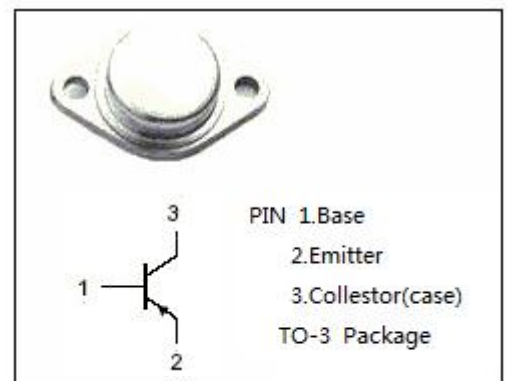 3
1
2
PIN 1.Base
2.Emitter
3.Collestor(case)
TO-3 Package